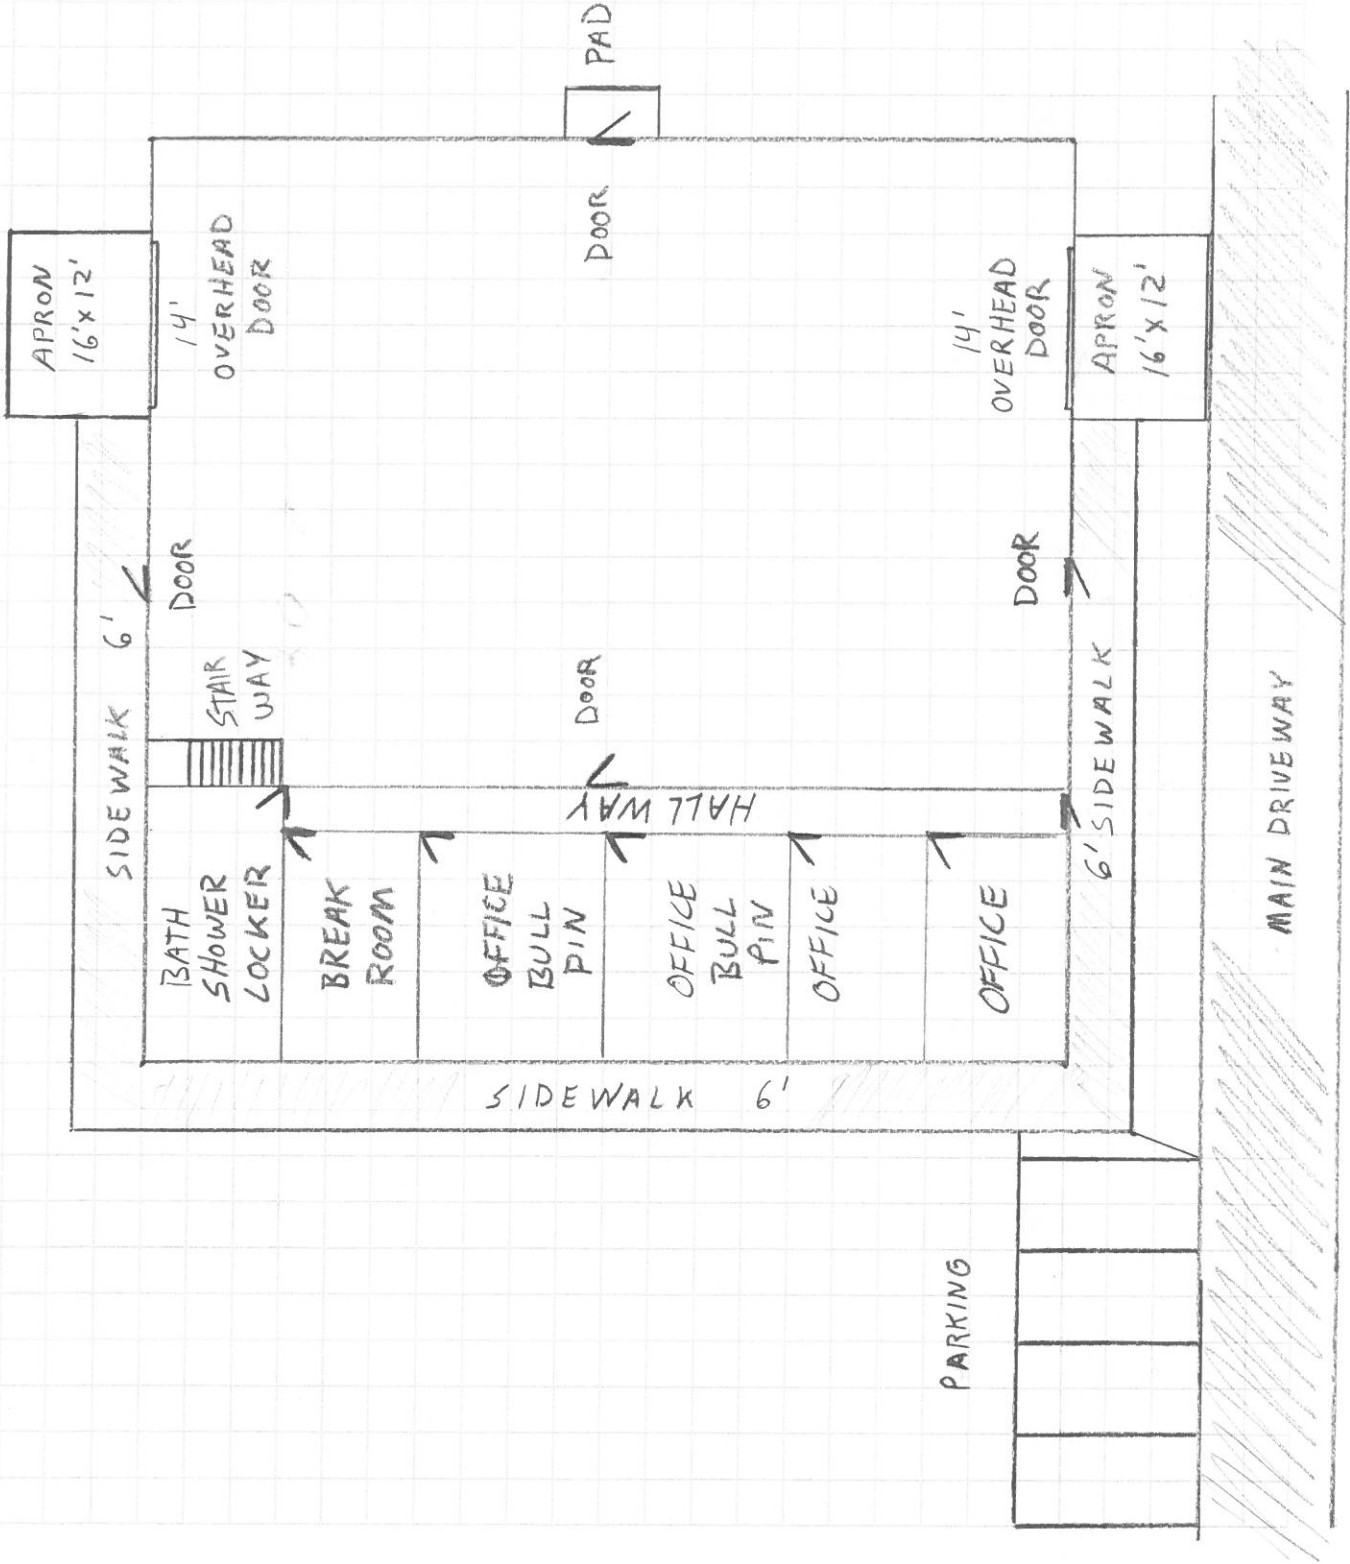 SIDEWALK 6'
APRON
16'x12'
BATH
SHOWER
LOCKER
STAIR
WAY
DOOR
14'
OVERHEAD
DOOR
BREAK
ROOM
OFFICE
BULL
PIN
HALL WAY
DOOR
DOOR
PAD
OFFICE
BULL
PIN
OFFICE
OFFICE
SIDEWALK 6'
DOOR
14'
OVERHEAD
DOOR
PARKING
6' SIDEWALK
APRON
16'x12'
MAIN DRIVEWAY